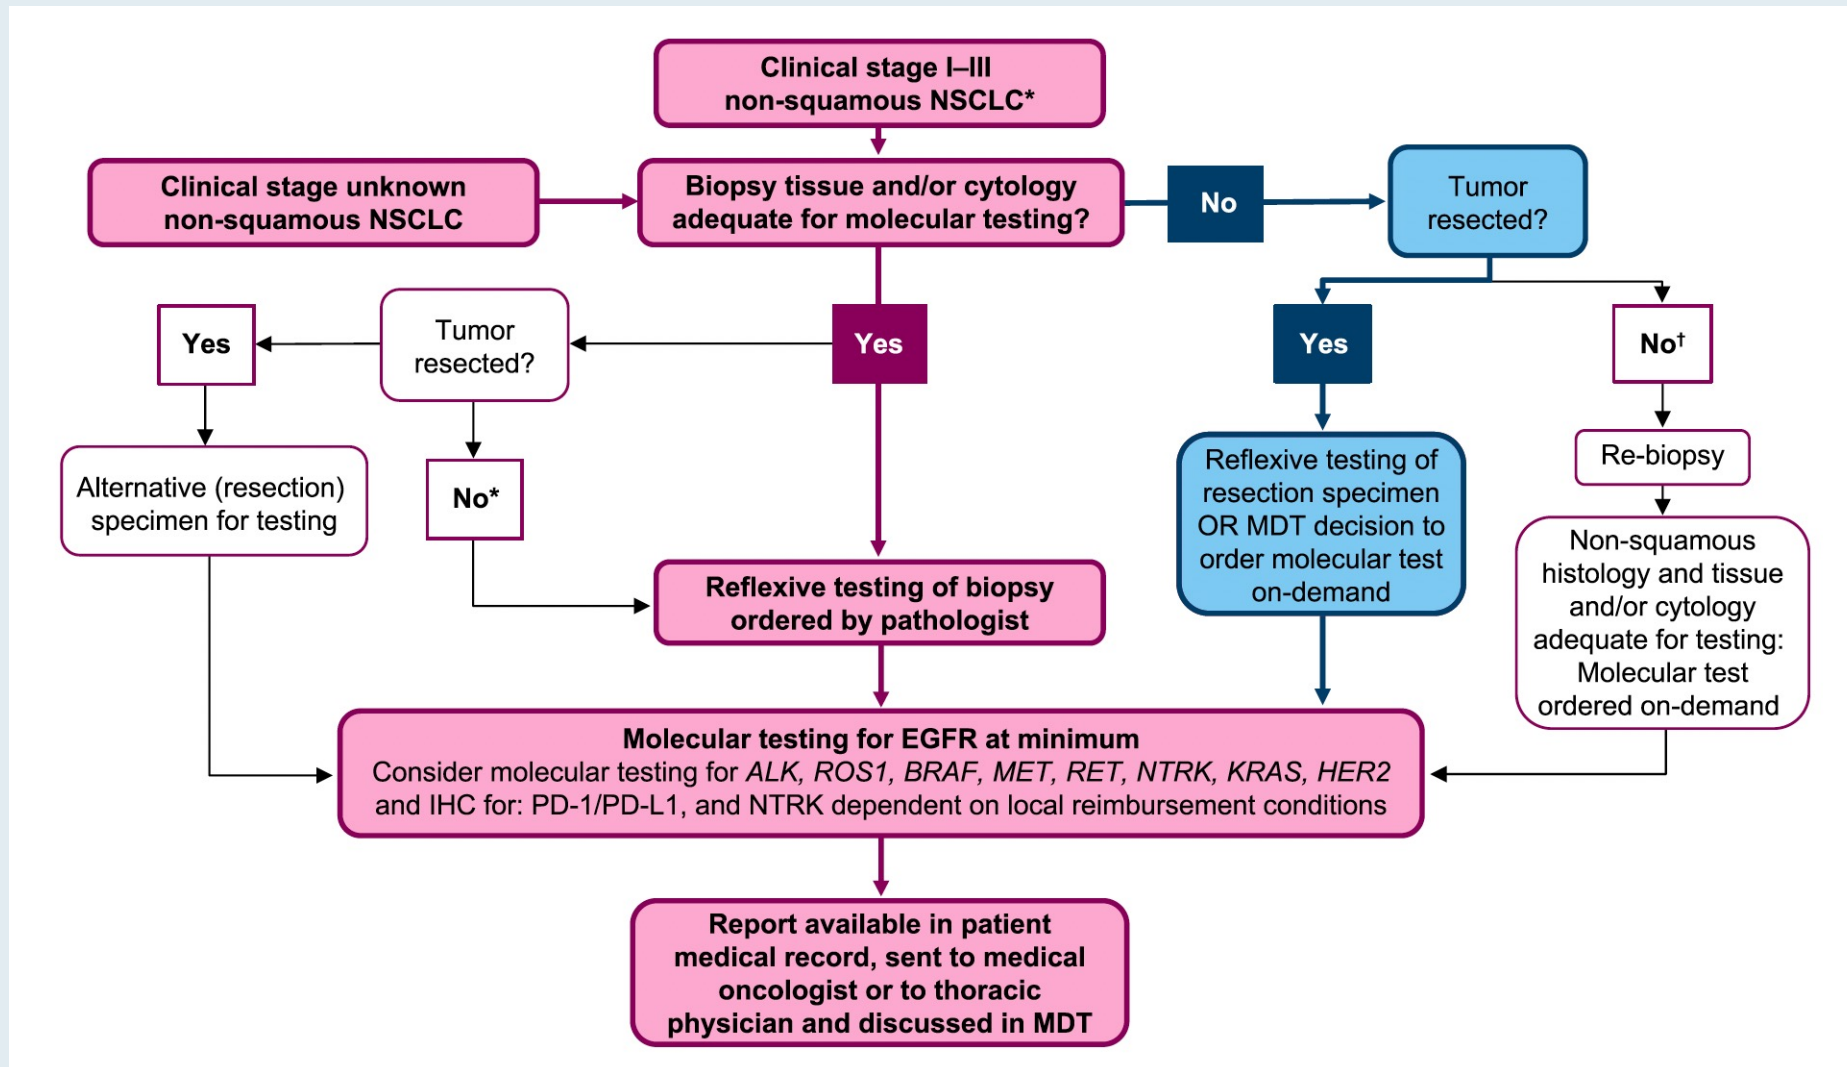 Clinical stage I–III
non-squamous NSCLC*
Clinical stage unknown
non-squamous NSCLC
Biopsy tissue and/or cytology
adequate for molecular testing?
No
Tumor
resected?
Yes
Tumor
resected?
Yes
Yes
No†
Alternative (resection)
specimen for testing
No*
Reflexive testing of
resection specimen
OR MDT decision to
order molecular test
on-demand
Re-biopsy
Non-squamous
histology and tissue
and/or cytology
adequate for testing:
Molecular test
ordered on-demand
Reflexive testing of biopsy
ordered by pathologist
Molecular testing for EGFR at minimum
Consider molecular testing for ALK, ROS1, BRAF, MET, RET, NTRK, KRAS, HER2
and IHC for: PD-1/PD-L1, and NTRK dependent on local reimbursement conditions
Report available in patient
medical record, sent to medical
oncologist or to thoracic
physician and discussed in MDT